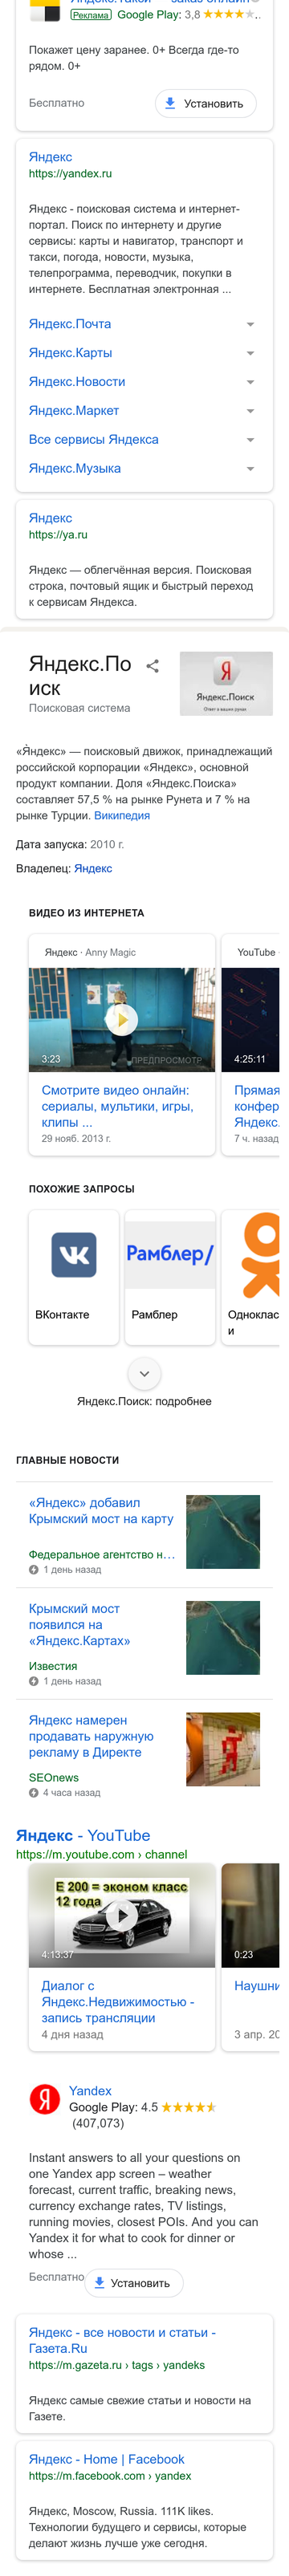 Яндекс.Такси — заказ онлайн
Реклама Google Play: 3,8
Покажет цену заранее. 0+ Всегда где-то
рядом. 0+
Бесплатно
Установить
Яндекс
https://yandex.ru
Яндекс - поисковая система и интернет-
портал. Поиск по интернету и другие
сервисы: карты и навигатор, транспорт и
такси, погода, новости, музыка,
телепрограмма, переводчик, покупки в
интернете. Бесплатная электронная ...
Яндекс.Почта
Яндекс.Карты
Яндекс.Новости
Яндекс.Маркет
Все сервисы Яндекса
Яндекс.Музыка
Яндекс
https://ya.ru
Яндекс — облегчённая версия. Поисковая
строка, почтовый ящик и быстрый переход
к сервисам Яндекса.
Яндекс.По
иск
Поисковая система
Я
Яндекс.Поиск
Ответ в ваших руках
«Я́ндекс» — поисковый движок, принадлежащий
российской корпорации «Яндекс», основной
продукт компании. Доля «Яндекс.Поиска»
составляет 57,5 % на рынке Рунета и 7 % на
рынке Турции. Википедия
Дата запуска: 2010 г.
Владелец: Яндекс
ВИДЕО ИЗ ИНТЕРНЕТА
Яндекс · Anny Magic
3:23
ПРЕДПРОСМОТР
Смотрите видео онлайн:
сериалы, мультики, игры,
клипы ...
29 нояб. 2013 г.
YouTube
4:25:11
Прямая
конфер
Яндекс.
7 ч. назад
ПОХОЖИЕ ЗАПРОСЫ
ВКонтакте
Рамблер/
Рамблер
Одноклас
и
Яндекс.Поиск: подробнее
ГЛАВНЫЕ НОВОСТИ
«Яндекс» добавил
Крымский мост на карту
Федеральное агентство н…
1 день назад
Крымский мост
появился на
«Яндекс.Картах»
Известия
1 день назад
Яндекс намерен
продавать наружную
рекламу в Директе
SEOnews
4 часа назад
Яндекс - YouTube
https://m.youtube.com › channel
E 200 = эконом класс
12 года
4:13:37
Диалог с
Яндекс.Недвижимостью -
запись трансляции
4 дня назад
0:23
Наушни
3 апр. 20
Я
Yandex
Google Play: 4.5
(407,073)
Instant answers to all your questions on
one Yandex app screen – weather
forecast, current traffic, breaking news,
currency exchange rates, TV listings,
running movies, closest POIs. And you can
Yandex it for what to cook for dinner or
whose ...
Бесплатно
Установить
Яндекс - все новости и статьи -
Газета.Ru
https://m.gazeta.ru › tags › yandeks
Яндекс самые свежие статьи и новости на
Газете.
Яндекс - Home | Facebook
https://m.facebook.com › yandex
Яндекс, Moscow, Russia. 111K likes.
Технологии будущего и сервисы, которые
делают жизнь лучше уже сегодня.